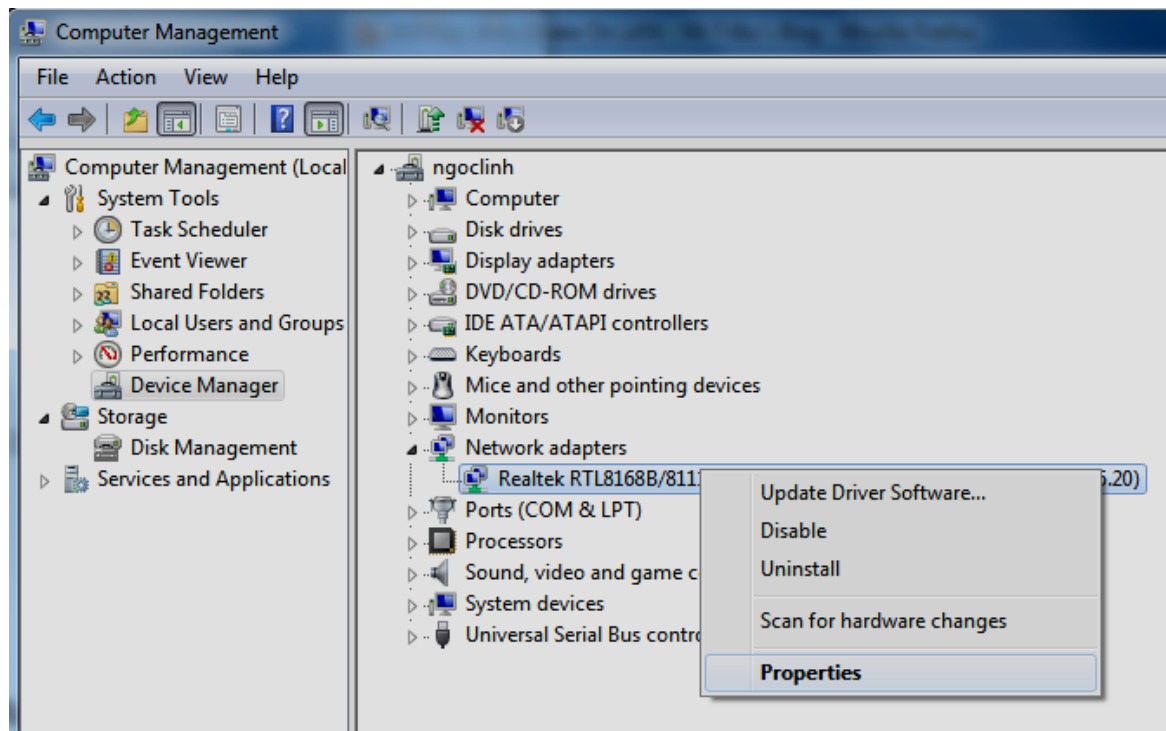 Computer Management
File Action View Help
Computer Management (Local
System Tools
Task Scheduler
Event Viewer
Shared Folders
Local Users and Groups
Performance
Device Manager
Storage
Disk Management
Services and Applications
ngoclinh
Computer
Disk drives
Display adapters
DVD/CD-ROM drives
IDE ATA/ATAPI controllers
Keyboards
Mice and other pointing devices
Monitors
Network adapters
Realtek RTL8168B/811 .20)
Ports (COM & LPT)
Processors
Sound, video and game c
System devices
Universal Serial Bus contro
Update Driver Software...
Disable
Uninstall
Scan for hardware changes
Properties